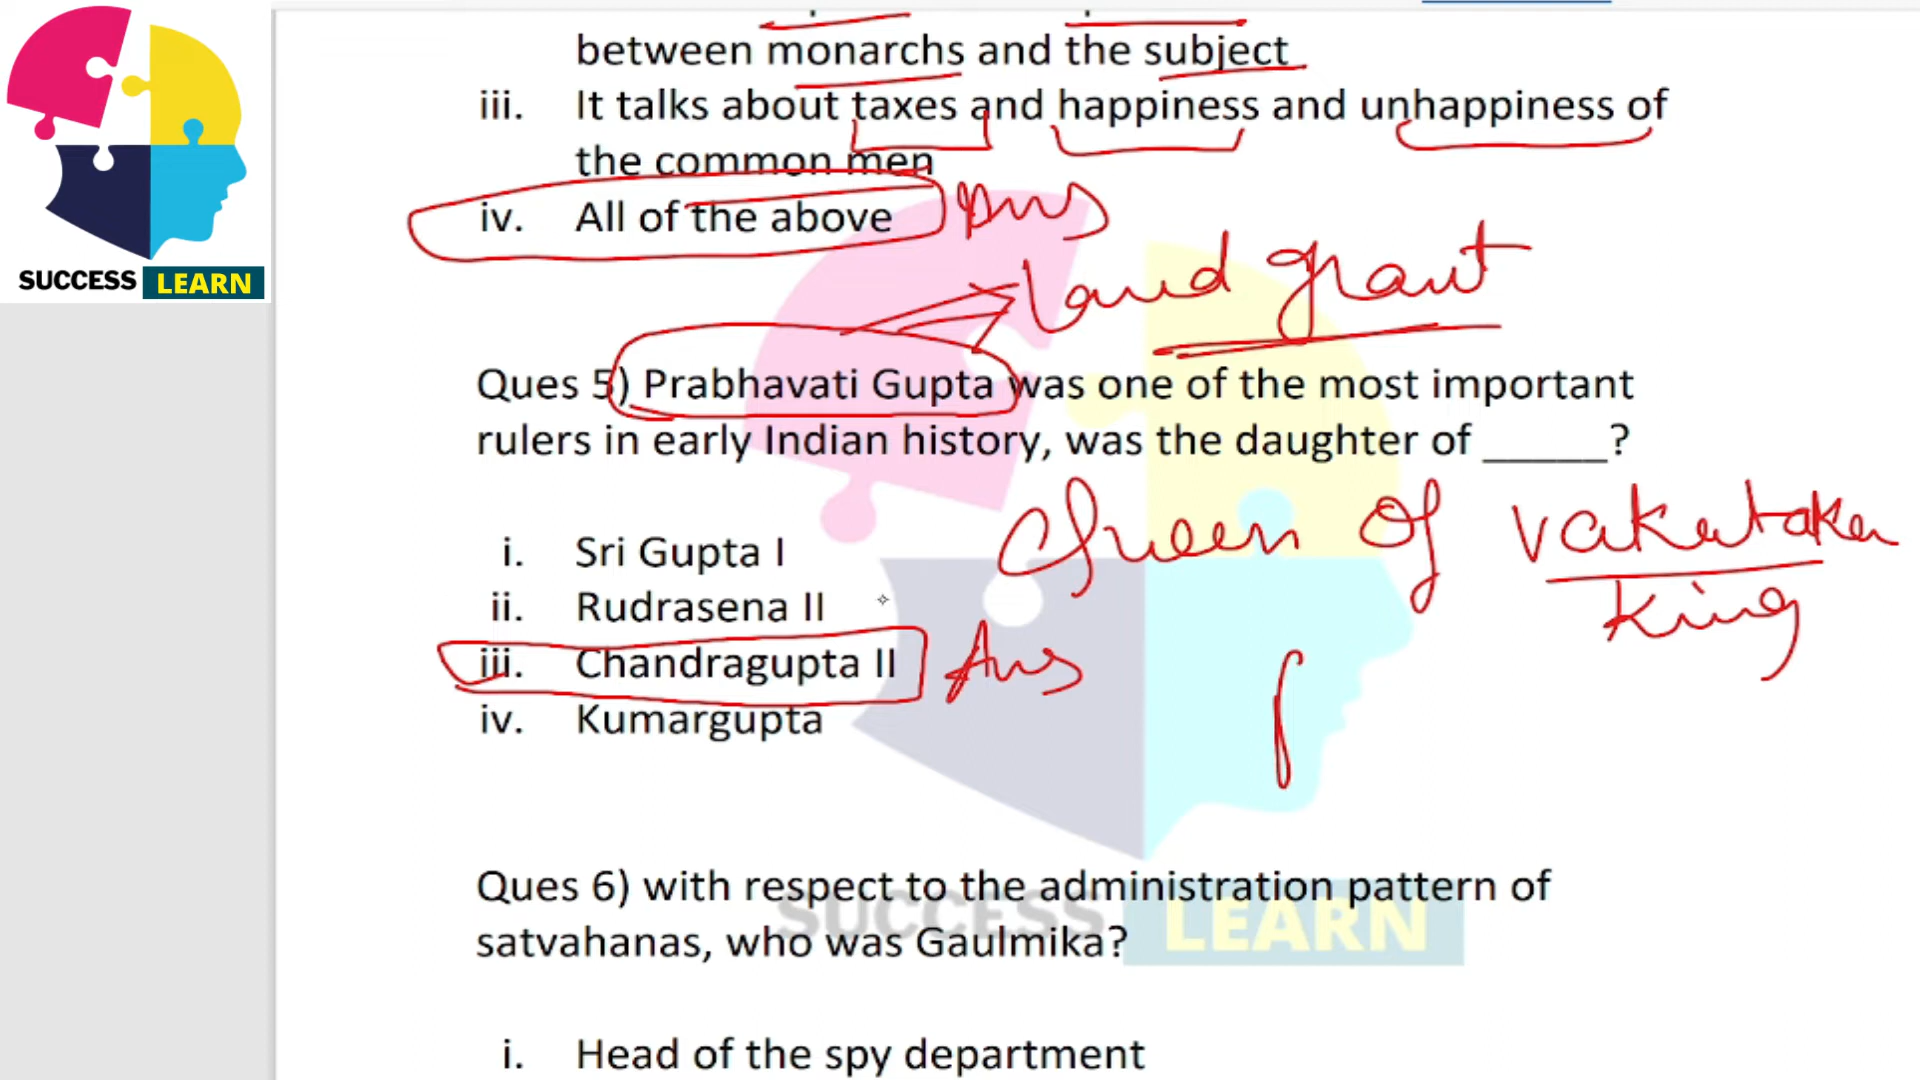 between monarchs and the subject
iii. It talks about taxes and happiness and unhappiness of
the common men
iv. All of the above Ans
Land grant
Ques 5) Prabhavati Gupta was one of the most important
rulers in early Indian history, was the daughter of ______?
Queen of vakataka
king
i. Sri Gupta I
ii. Rudrasena II
iii. Chandragupta II Ans
iv. Kumargupta
Ques 6) with respect to the administration pattern of
satvahanas, who was Gaulmika?
i. Head of the spy department
SUCCESS LEARN
SUCCESS LEARN